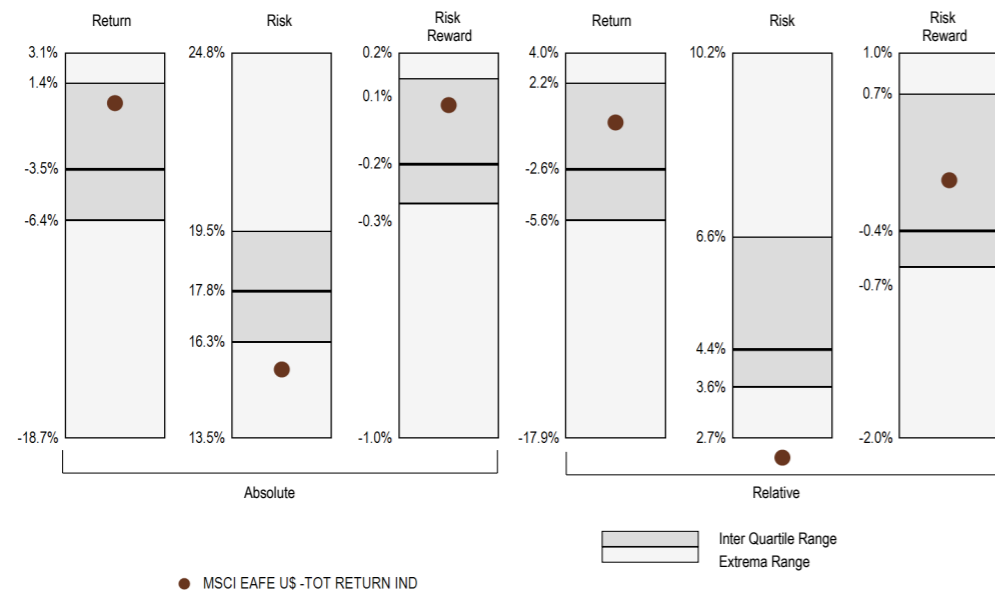 Return
Risk
Risk
Reward
Return
Risk
Risk
Reward
3.1%
1.4%
-3.5%
-6.4%
-18.7%
24.8%
19.5%
17.8%
16.3%
13.5%
0.2%
0.1%
-0.2%
-0.3%
-1.0%
4.0%
2.2%
-2.6%
-5.6%
-17.9%
10.2%
6.6%
4.4%
3.6%
2.7%
1.0%
0.7%
-0.4%
-0.7%
-2.0%
Absolute
Relative
Inter Quartile Range
Extrema Range
MSCI EAFE U$ -TOT RETURN IND